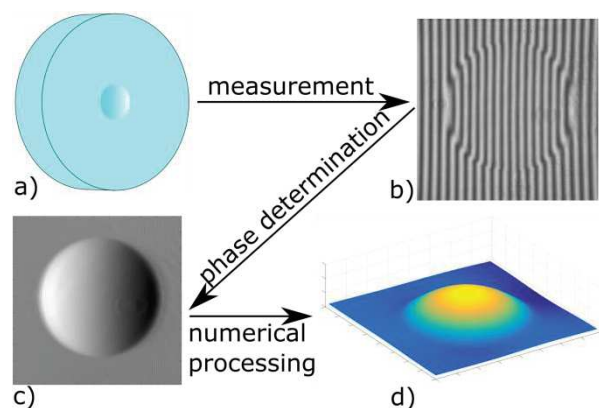 measurement
a)
b)
phase determination
numerical
processing
c)
d)